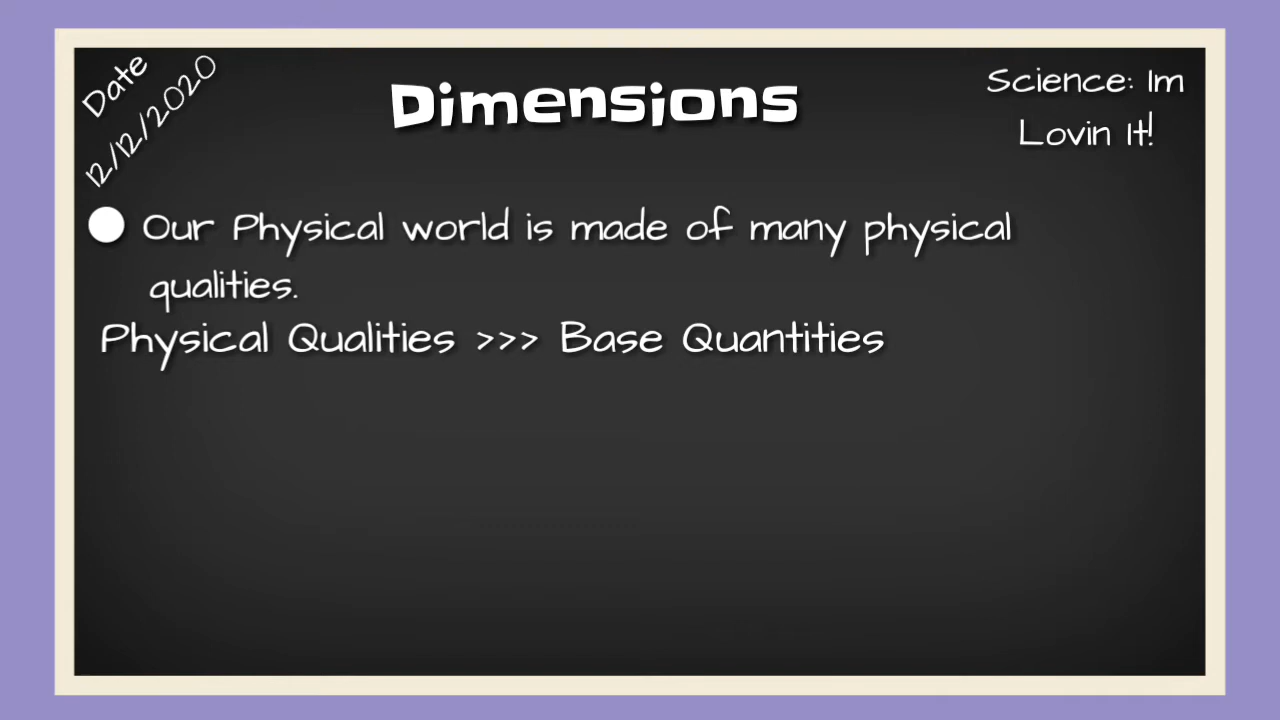 Date
12/12/2020
Dimensions
Science: Im
Lovin It!
Our Physical world is made of many physical
qualities.
Physical Qualities >>> Base Quantities